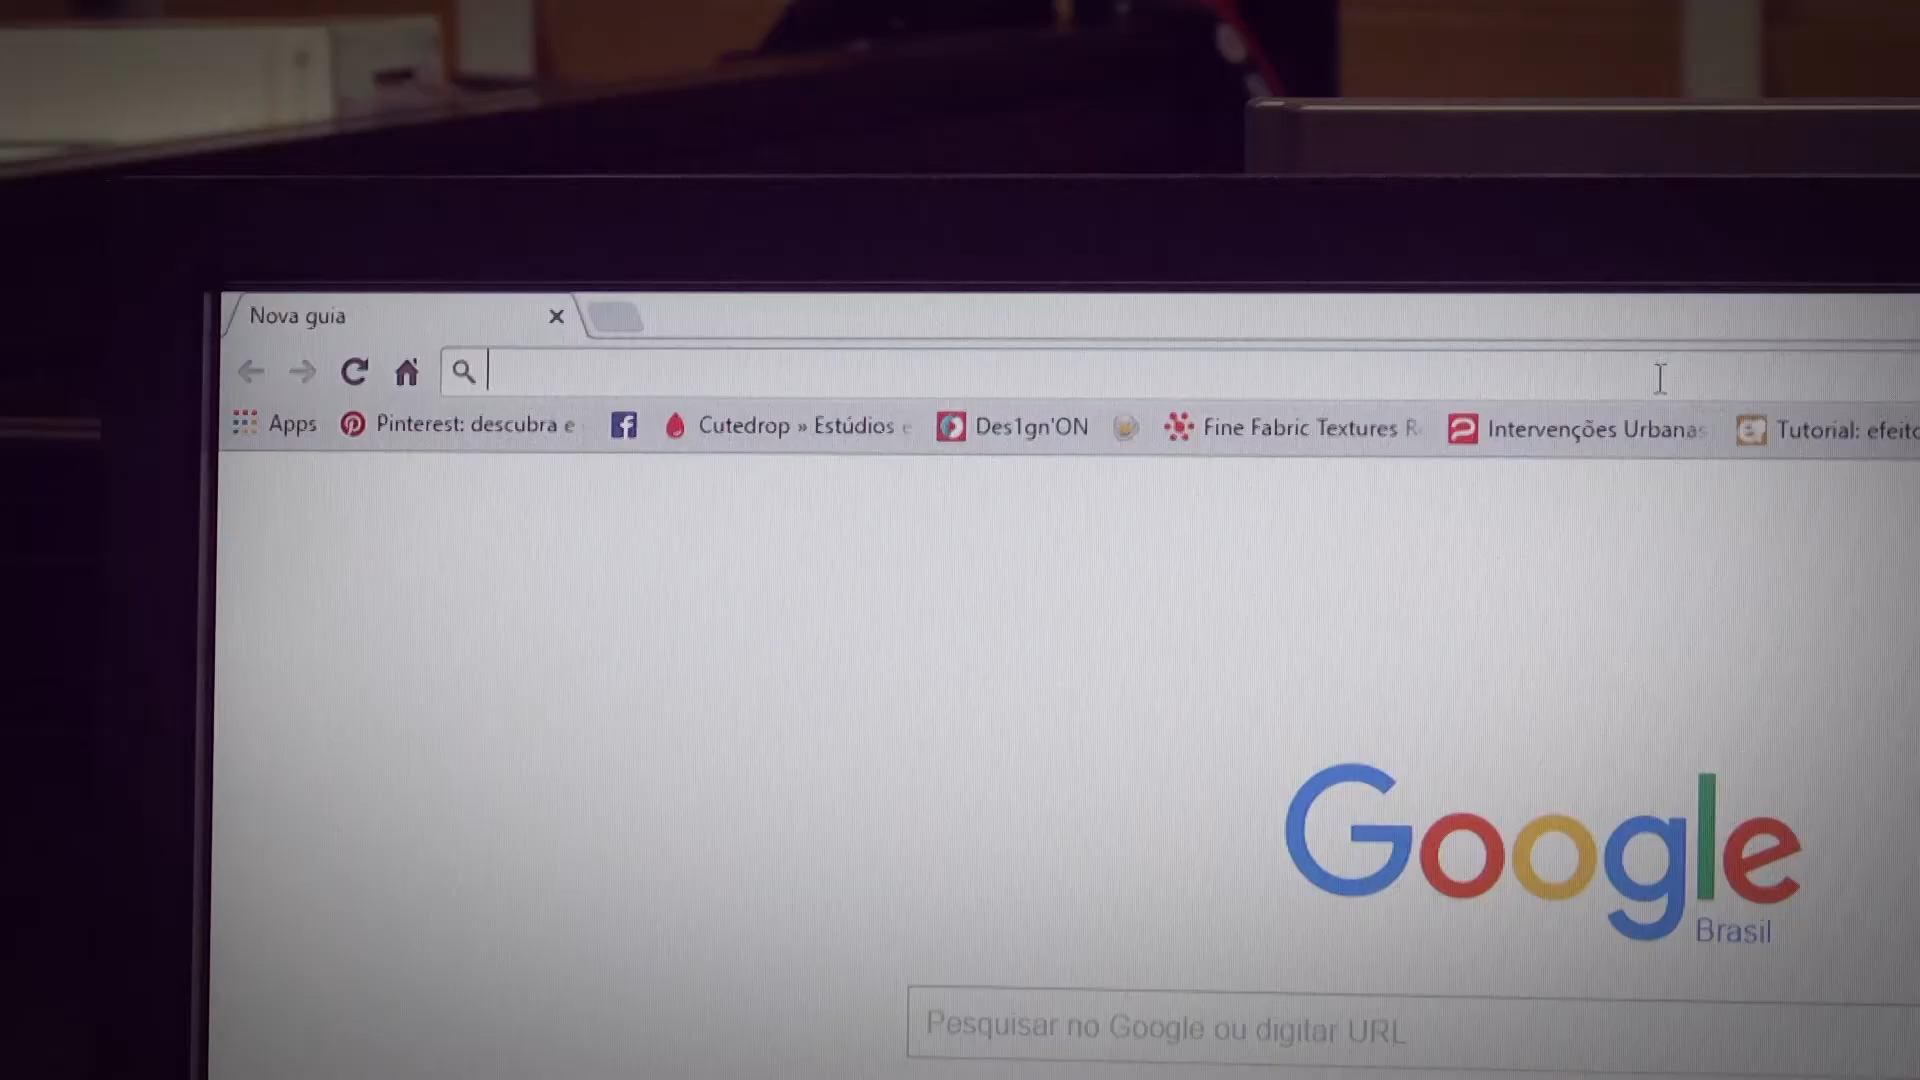 Nova guia
Apps Pinterest: descubra e Cutedrop » Estúdios e Des1gn'ON Fine Fabric Textures R Intervenções Urbanas Tutorial: efeito
Google
Brasil
Pesquisar no Google ou digitar URL